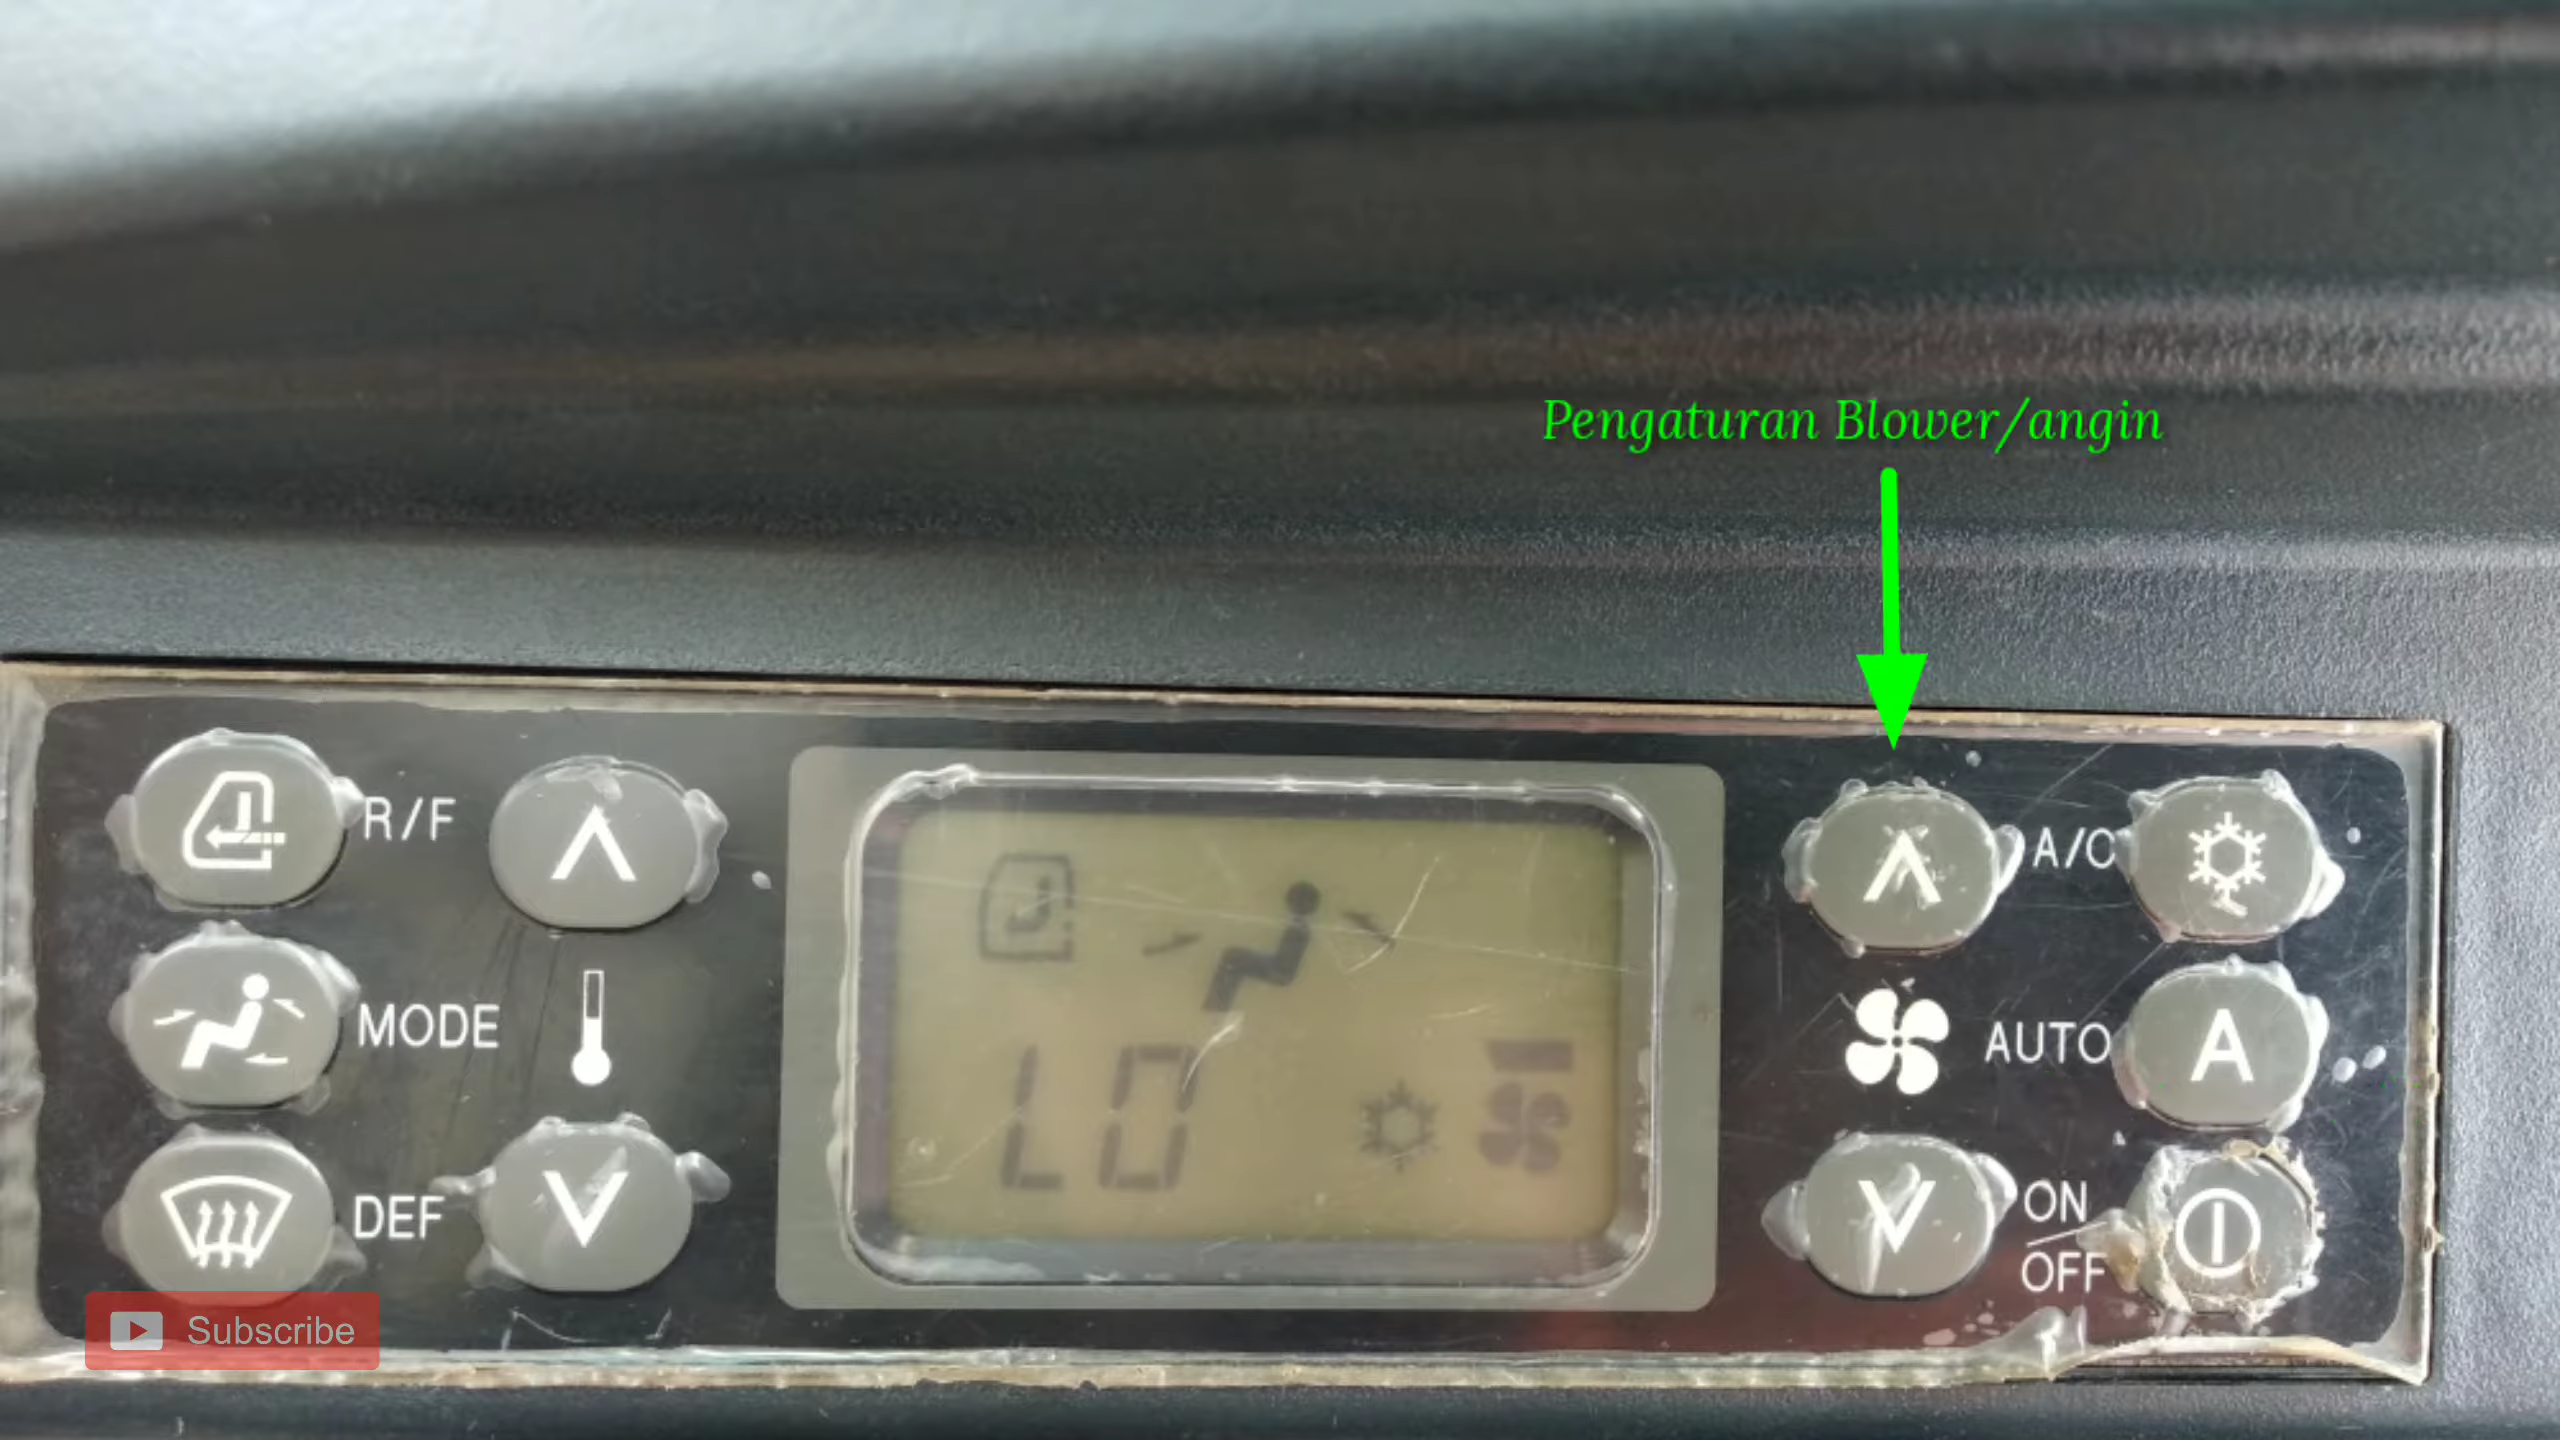 Pengaturan Blower/angin
R/F
A/C
MODE
AUTO
A
LO
DEF
ON
OFF
Subscribe